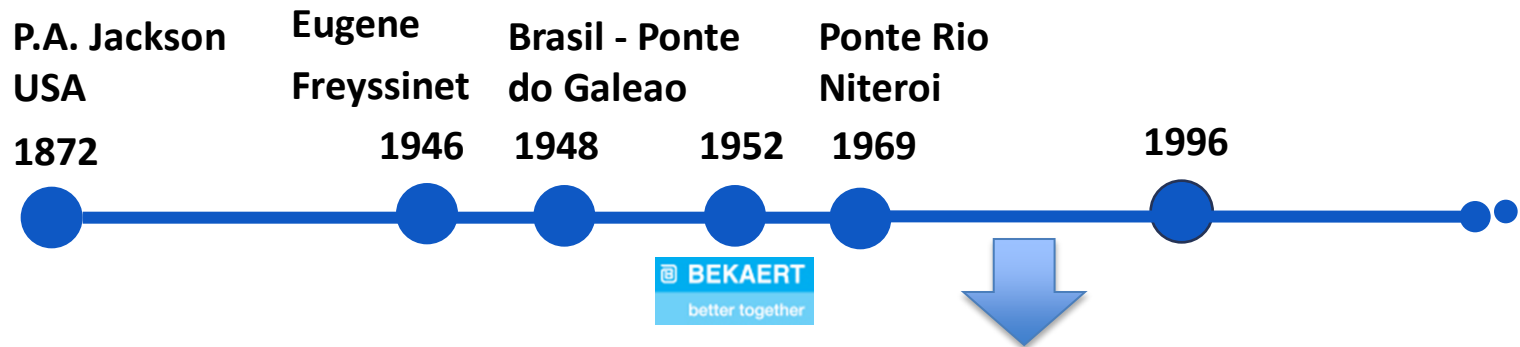 P.A. Jackson
USA
1872
Eugene
Freyssinet
1946
Brasil - Ponte
do Galeao
1948
1952
Ponte Rio
Niteroi
1969
1996
BEKAERT
better together